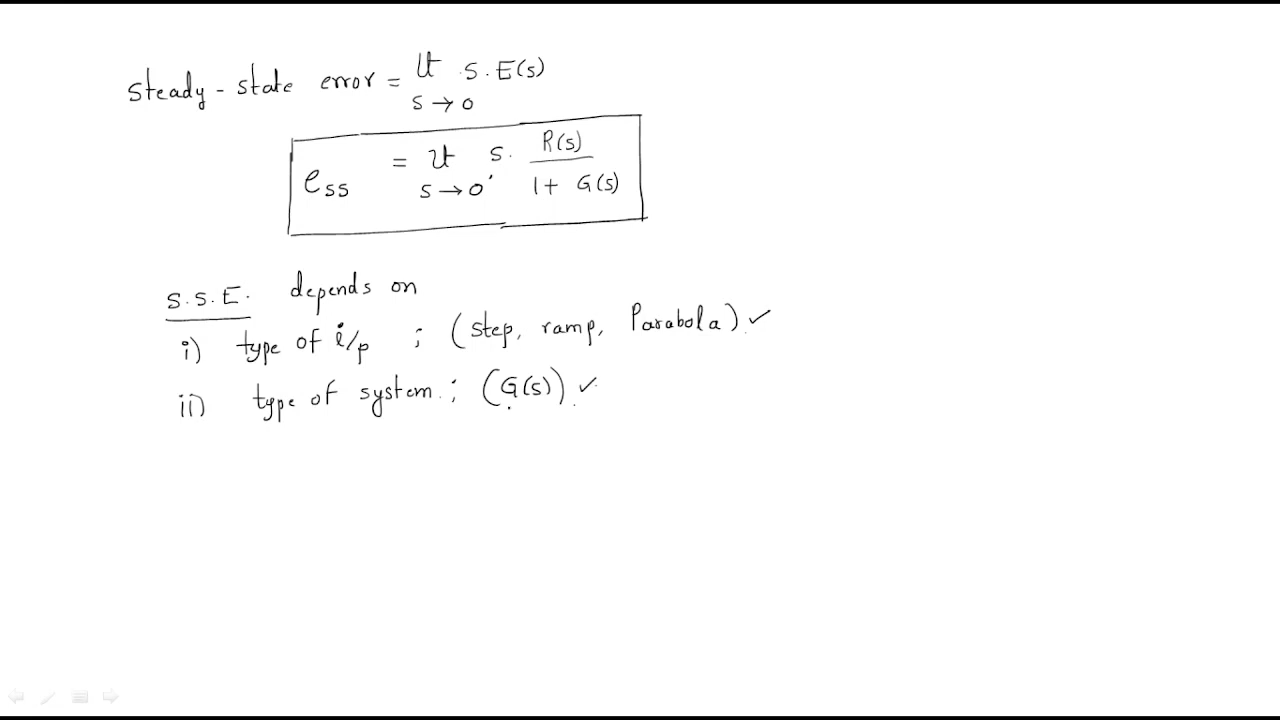 Steady-state error = lt s.E(s)
s → 0
ess = lt s. R(s)
s → 0 1+ G(s)
S.S.E. depends on
i) type of i/p ; (step, ramp, Parabola) ✓
ii) type of system ; (G(s)) ✓